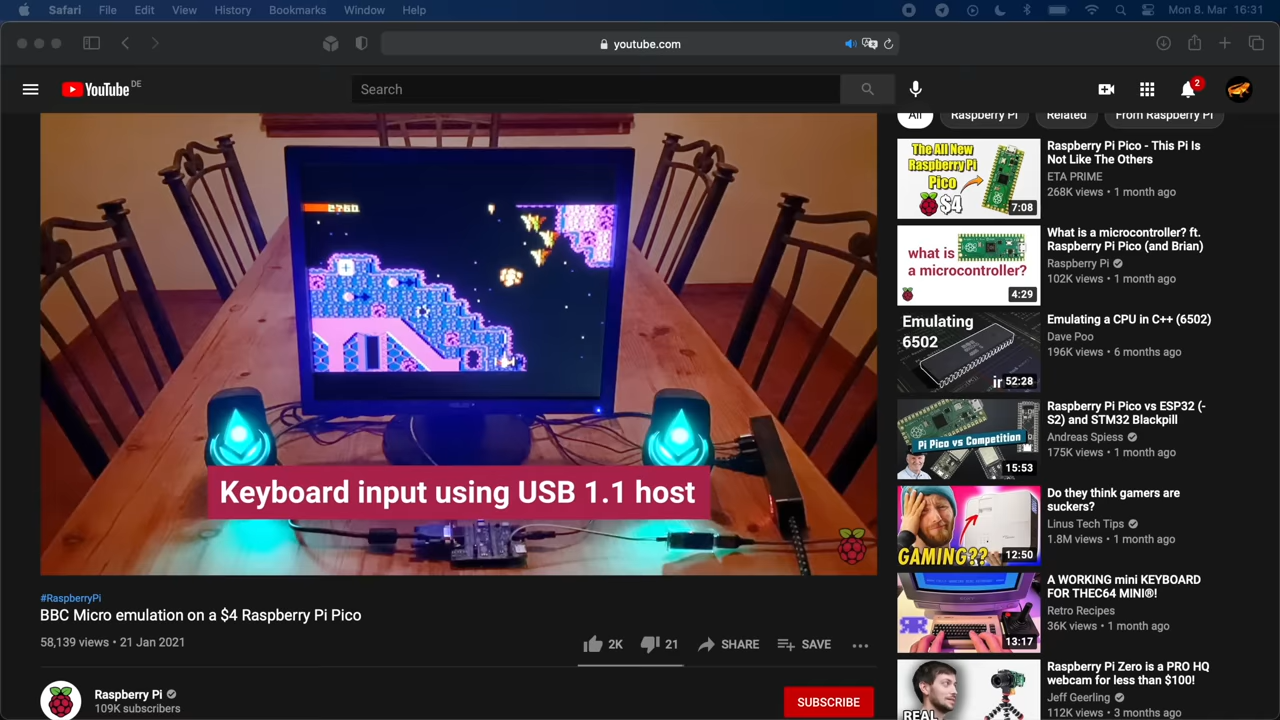 Safari File Edit View History Bookmarks Window Help Mon 8. Mar 16:31
youtube.com
YouTube DE
Search
2
All Raspberry Pi Related From Raspberry Pi
2760
Keyboard input using USB 1.1 host
#RaspberryPi
BBC Micro emulation on a $4 Raspberry Pi Pico
58,139 views • 21 Jan 2021
2K 21 SHARE SAVE
Raspberry Pi
109K subscribers
SUBSCRIBE
The All New
Raspberry Pi
Pico
$4
7:08
Raspberry Pi Pico - This Pi Is
Not Like The Others
ETA PRIME
268K views • 1 month ago
what is
a microcontroller?
4:29
What is a microcontroller? ft.
Raspberry Pi Pico (and Brian)
Raspberry Pi
102K views • 1 month ago
Emulating
6502
in
52:28
Emulating a CPU in C++ (6502)
Dave Poo
196K views • 6 months ago
Pi Pico vs Competition
15:53
Raspberry Pi Pico vs ESP32 (-
S2) and STM32 Blackpill
Andreas Spiess
175K views • 1 month ago
GAMING??
12:50
Do they think gamers are
suckers?
Linus Tech Tips
1.8M views • 1 month ago
13:17
A WORKING mini KEYBOARD
FOR THEC64 MINI®!
Retro Recipes
36K views • 1 month ago
REAL
Raspberry Pi Zero is a PRO HQ
webcam for less than $100!
Jeff Geerling
112K views • 3 months ago